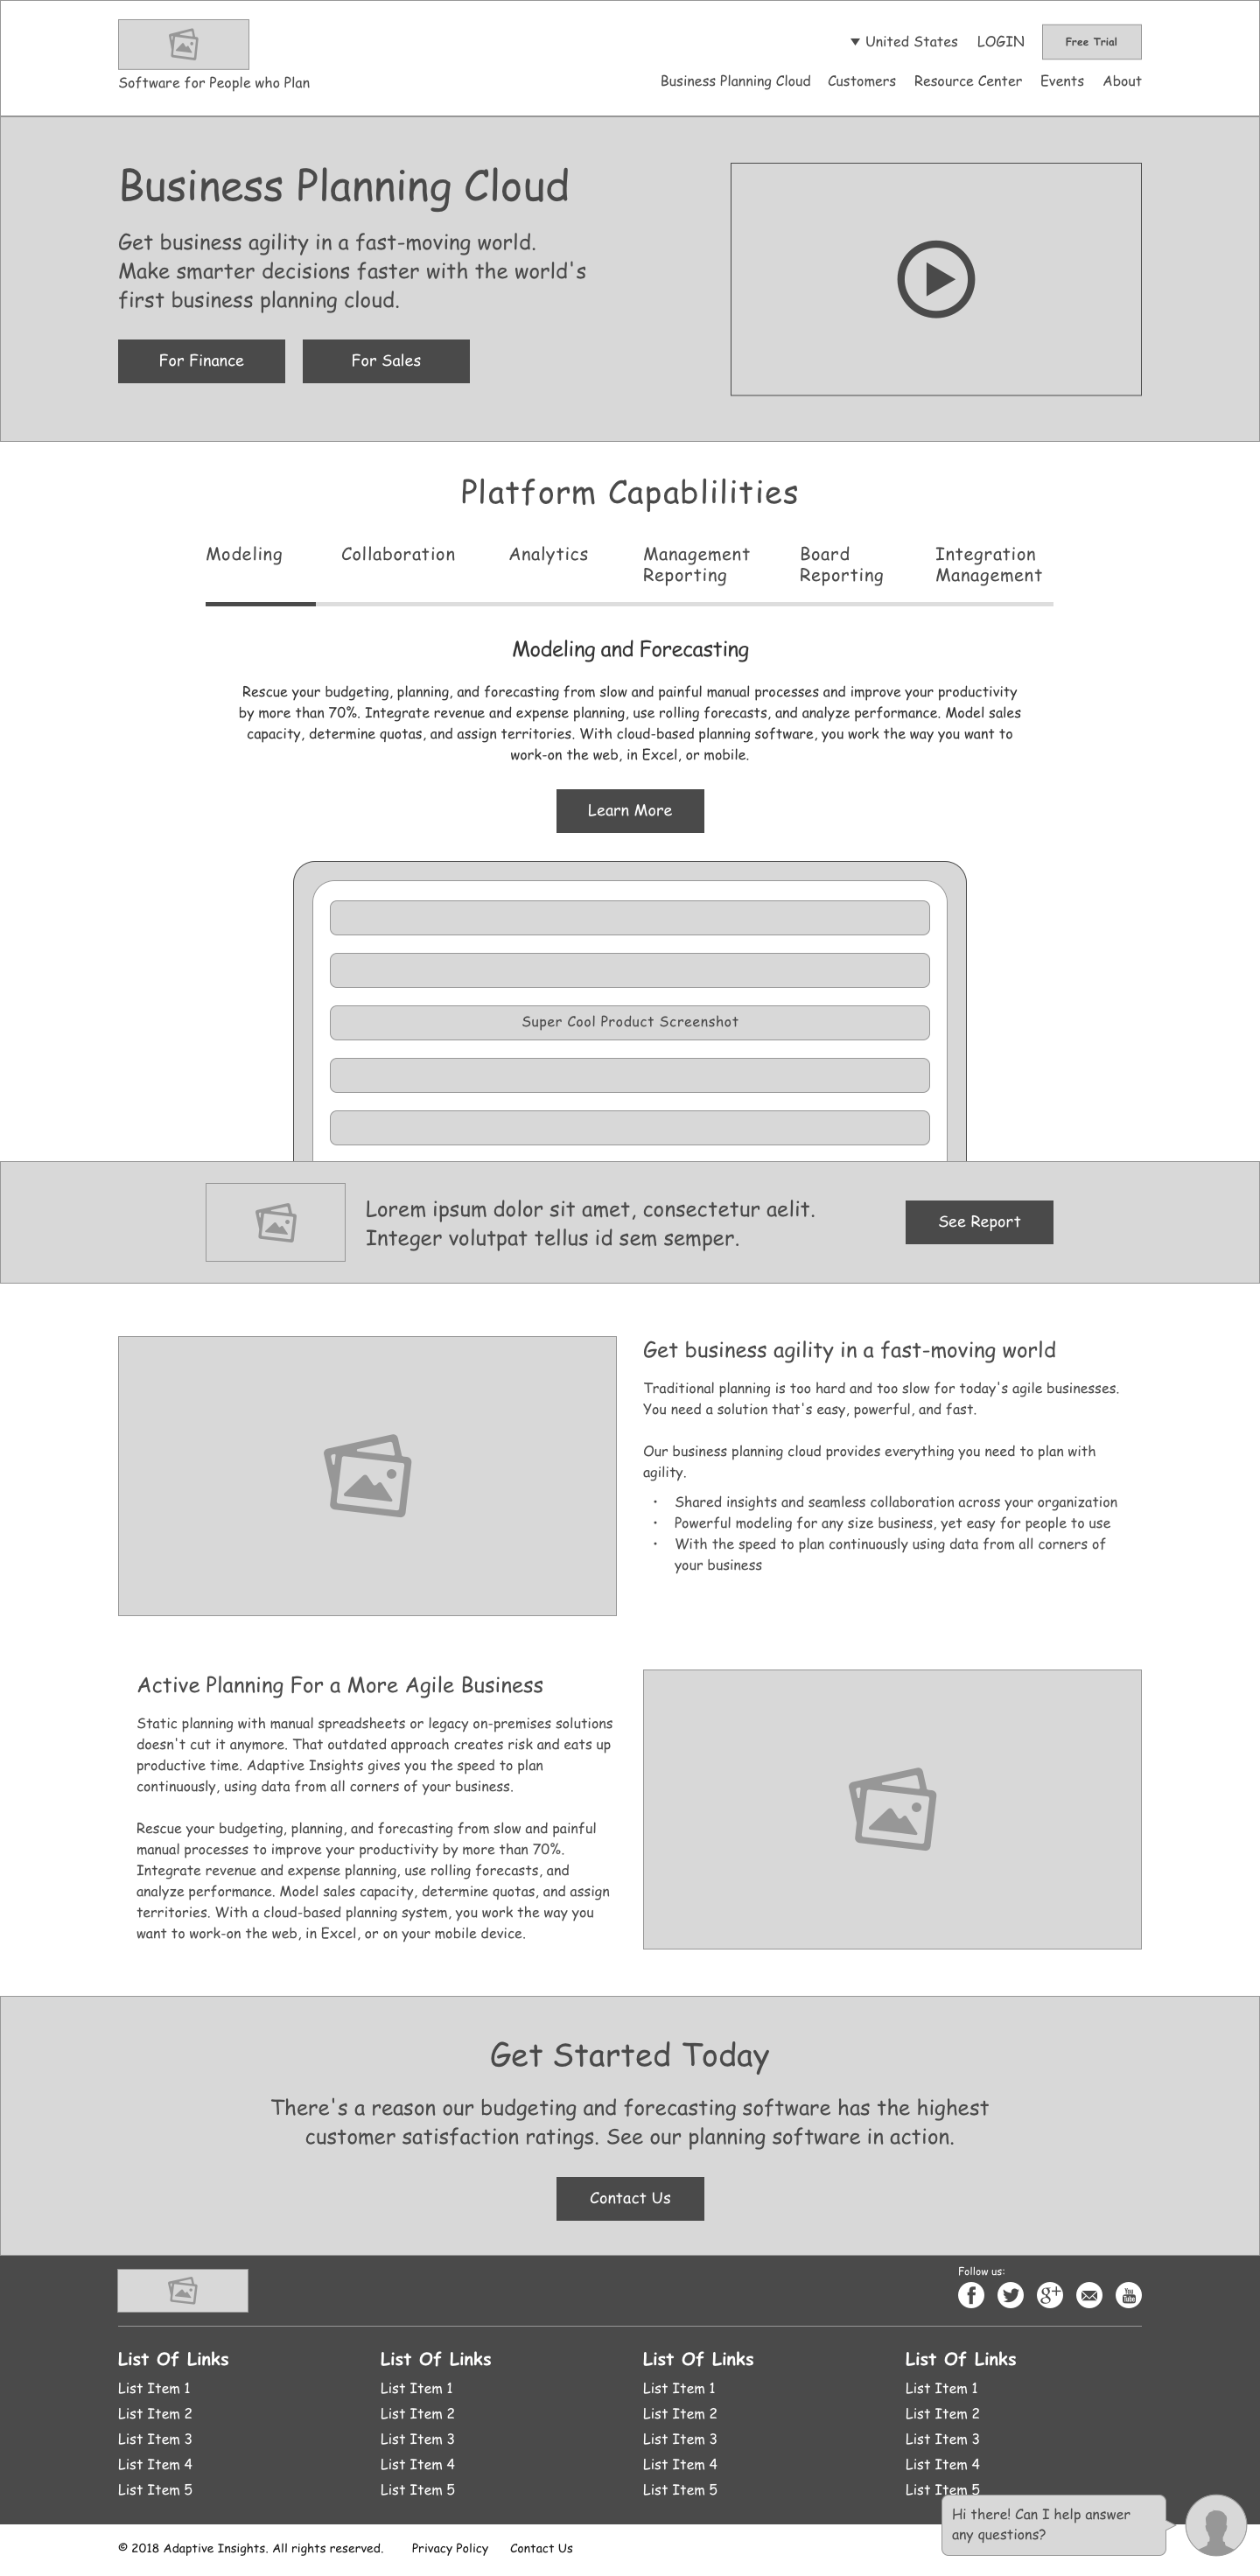 Software for People who Plan
▼ United States LOGIN Free Trial
Business Planning Cloud Customers Resource Center Events About
Business Planning Cloud
Get business agility in a fast-moving world.
Make smarter decisions faster with the world's
first business planning cloud.
For Finance For Sales
Platform Capablilities
Modeling Collaboration Analytics Management Reporting Board Reporting Integration Management
Modeling and Forecasting
Rescue your budgeting, planning, and forecasting from slow and painful manual processes and improve your productivity
by more than 70%. Integrate revenue and expense planning, use rolling forecasts, and analyze performance. Model sales
capacity, determine quotas, and assign territories. With cloud-based planning software, you work the way you want to
work-on the web, in Excel, or mobile.
Learn More
Super Cool Product Screenshot
Lorem ipsum dolor sit amet, consectetur aelit.
Integer volutpat tellus id sem semper.
See Report
Get business agility in a fast-moving world
Traditional planning is too hard and too slow for today's agile businesses.
You need a solution that's easy, powerful, and fast.
Our business planning cloud provides everything you need to plan with
agility.
• Shared insights and seamless collaboration across your organization
• Powerful modeling for any size business, yet easy for people to use
• With the speed to plan continuously using data from all corners of
your business
Active Planning For a More Agile Business
Static planning with manual spreadsheets or legacy on-premises solutions
doesn't cut it anymore. That outdated approach creates risk and eats up
productive time. Adaptive Insights gives you the speed to plan
continuously, using data from all corners of your business.
Rescue your budgeting, planning, and forecasting from slow and painful
manual processes to improve your productivity by more than 70%.
Integrate revenue and expense planning, use rolling forecasts, and
analyze performance. Model sales capacity, determine quotas, and assign
territories. With a cloud-based planning system, you work the way you
want to work-on the web, in Excel, or on your mobile device.
Get Started Today
There's a reason our budgeting and forecasting software has the highest
customer satisfaction ratings. See our planning software in action.
Contact Us
Follow us:
f g+ You Tube
List Of Links List Of Links List Of Links List Of Links
List Item 1 List Item 1 List Item 1 List Item 1
List Item 2 List Item 2 List Item 2 List Item 2
List Item 3 List Item 3 List Item 3 List Item 3
List Item 4 List Item 4 List Item 4 List Item 4
List Item 5 List Item 5 List Item 5 List Item 5
Hi there! Can I help answer
any questions?
© 2018 Adaptive Insights. All rights reserved. Privacy Policy Contact Us